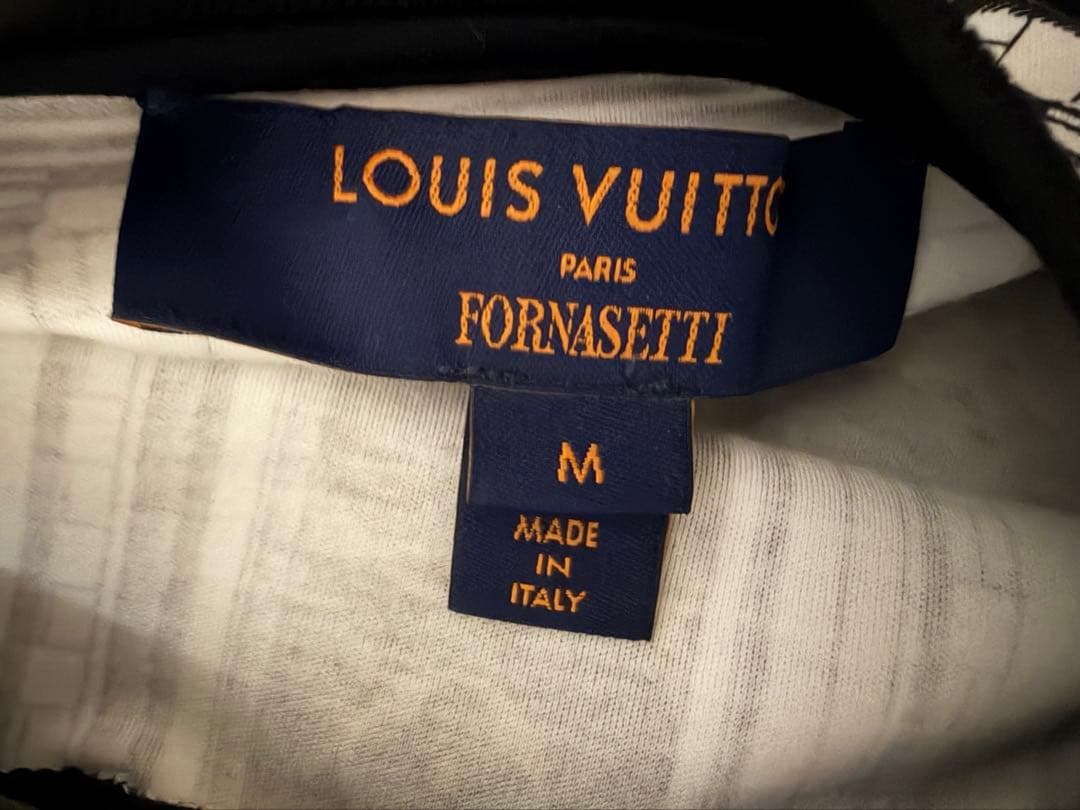 LOUIS VUITTO
PARIS
FORNASETTI
M
MADE
IN
ITALY